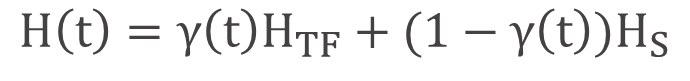 H(t) = γ(t)H_TF + (1 − γ(t))H_S